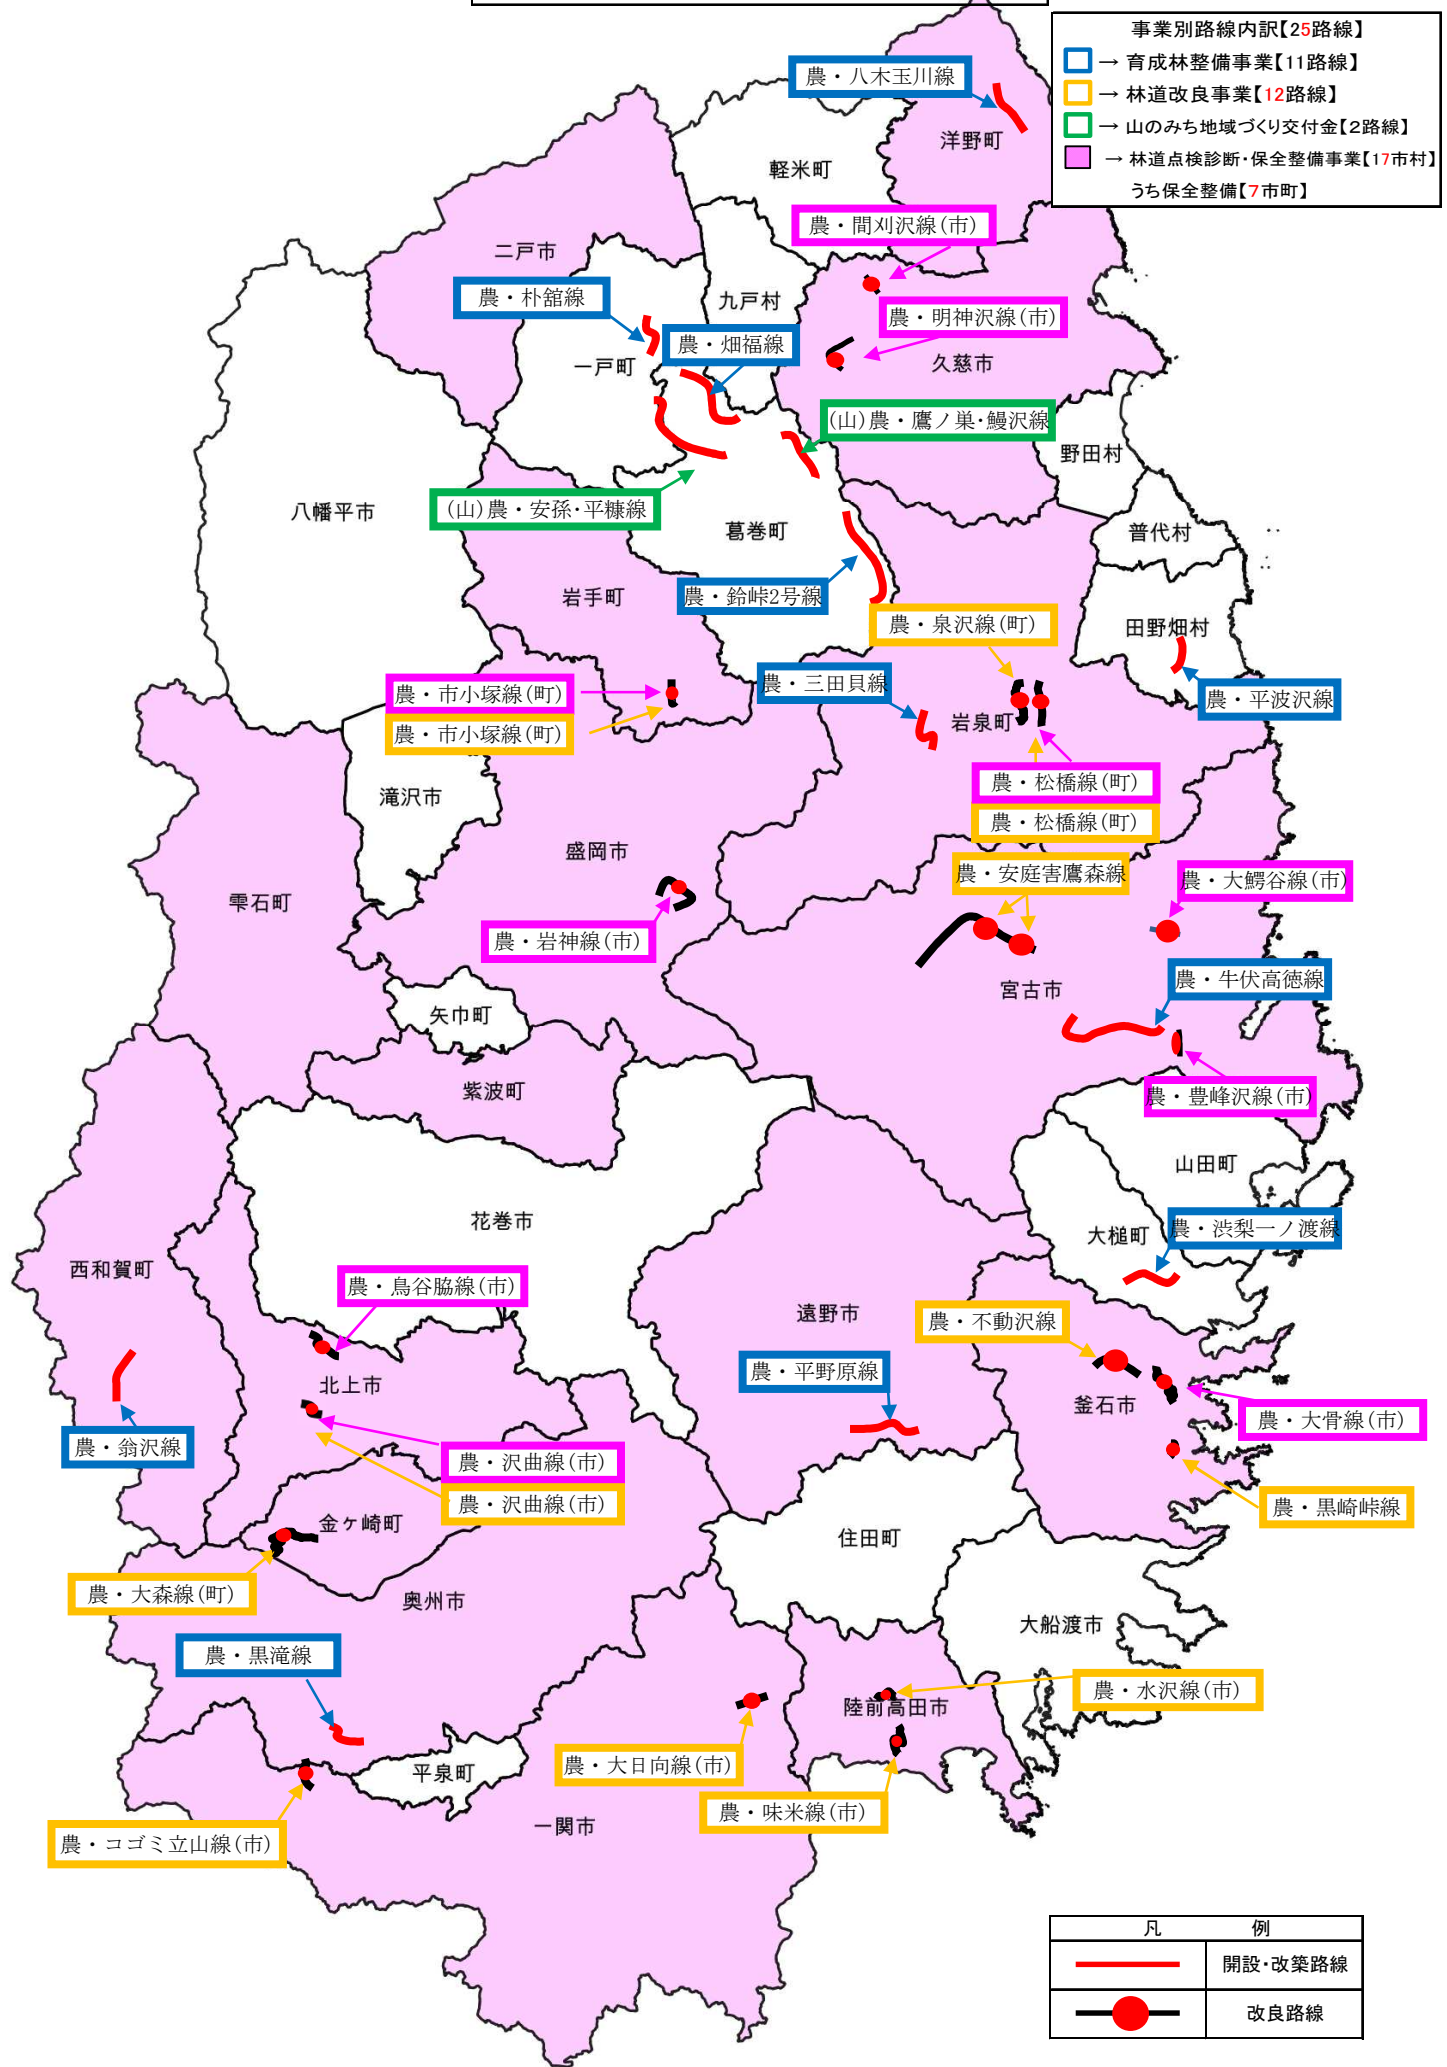 事業別路線内訳【25路線】
→ 育成林整備事業【11路線】
→ 林道改良事業【12路線】
→ 山のみち地域づくり交付金【2路線】
→ 林道点検診断・保全整備事業【17市村】
うち保全整備【7市町】
農・八木玉川線
洋野町
軽米町
農・間刈沢線(市)
二戸市
農・朴舘線
九戸村
農・明神沢線(市)
農・畑福線
一戸町
久慈市
(山)農・鷹ノ巣・鰻沢線
野田村
八幡平市
(山)農・安孫・平糠線
葛巻町
普代村
岩手町
農・鈴峠2号線
農・泉沢線(町)
田野畑村
農・市小塚線(町)
農・三田貝線
農・平波沢線
岩泉町
農・市小塚線(町)
農・松橋線(町)
滝沢市
農・松橋線(町)
盛岡市
農・安庭害鷹森線
農・大鰐谷線(市)
雫石町
農・岩神線(市)
農・牛伏高徳線
宮古市
矢巾町
紫波町
農・豊峰沢線(市)
山田町
花巻市
農・渋梨一ノ渡線
大槌町
西和賀町
農・鳥谷脇線(市)
遠野市
農・不動沢線
農・平野原線
北上市
釜石市
農・大骨線(市)
農・翁沢線
農・沢曲線(市)
農・沢曲線(市)
農・黒崎峠線
金ヶ崎町
住田町
農・大森線(町)
奥州市
大船渡市
農・黒滝線
農・水沢線(市)
陸前高田市
農・大日向線(市)
平泉町
農・味米線(市)
一関市
農・コゴミ立山線(市)
凡 例
開設・改築路線
改良路線